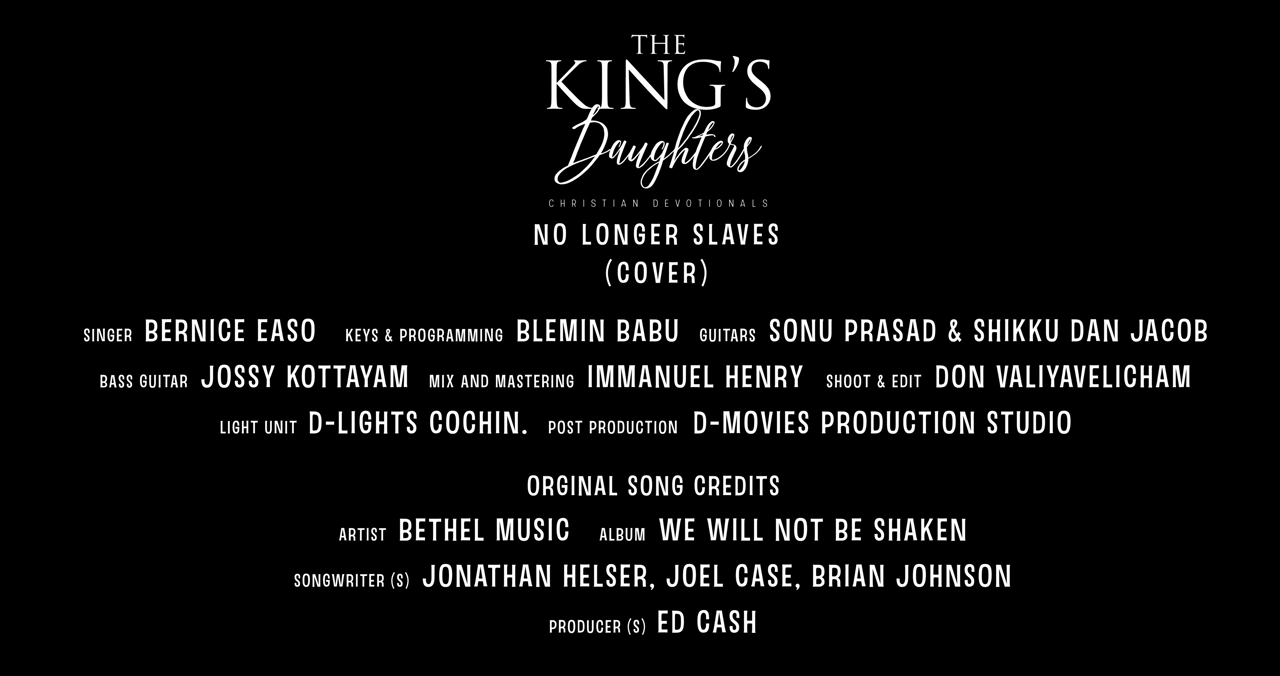 THE
KING'S
Daughters
CHRISTIAN DEVOTIONALS
NO LONGER SLAVES
(COVER)
SINGER BERNICE EASO KEYS & PROGRAMMING BLEMIN BABU GUITARS SONU PRASAD & SHIKKU DAN JACOB
BASS GUITAR JOSSY KOTTAYAM MIX AND MASTERING IMMANUEL HENRY SHOOT & EDIT DON VALIYAVELICHAM
LIGHT UNIT D-LIGHTS COCHIN. POST PRODUCTION D-MOVIES PRODUCTION STUDIO
ORGINAL SONG CREDITS
ARTIST BETHEL MUSIC ALBUM WE WILL NOT BE SHAKEN
SONGWRITER (S) JONATHAN HELSER, JOEL CASE, BRIAN JOHNSON
PRODUCER (S) ED CASH